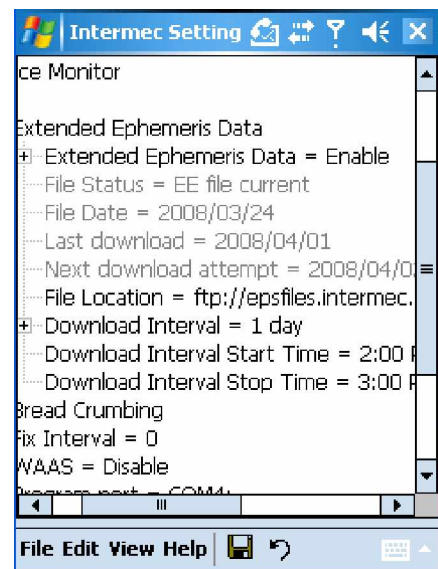 Intermec Setting
ce Monitor
Extended Ephemeris Data
Extended Ephemeris Data = Enable
File Status = EE file current
File Date = 2008/03/24
Last download = 2008/04/01
Next download attempt = 2008/04/0
File Location = ftp://epsfiles.intermec.
Download Interval = 1 day
Download Interval Start Time = 2:00
Download Interval Stop Time = 3:00
Bread Crumbing
Fix Interval = 0
WAAS = Disable
Program port = COM4:
File Edit View Help